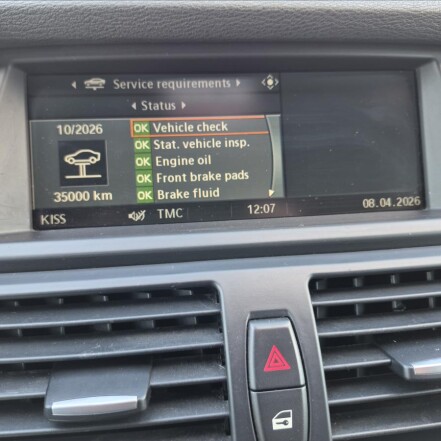 Service requirements
Status
10/2026
OK Vehicle check
OK Stat. vehicle insp.
OK Engine oil
OK Front brake pads
35000 km
OK Brake fluid
KISS TMC 12:07 08.04.2026